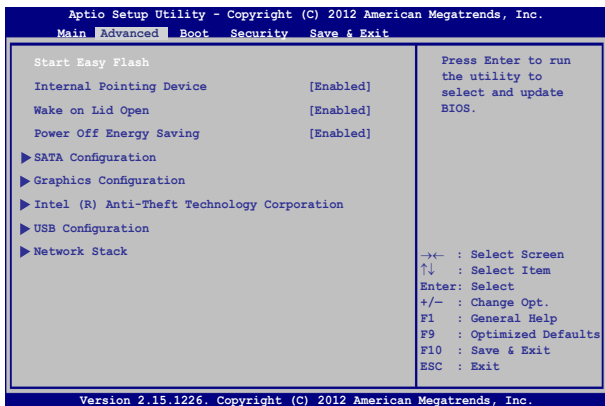 Aptio Setup Utility - Copyright (C) 2012 American Megatrends, Inc.
Main Advanced Boot Security Save & Exit
Start Easy Flash
Internal Pointing Device [Enabled]
Wake on Lid Open [Enabled]
Power Off Energy Saving [Enabled]
SATA Configuration
Graphics Configuration
Intel (R) Anti-Theft Technology Corporation
USB Configuration
Network Stack
Press Enter to run
the utility to
select and update
BIOS.
→← : Select Screen
↑↓ : Select Item
Enter: Select
+/− : Change Opt.
F1 : General Help
F9 : Optimized Defaults
F10 : Save & Exit
ESC : Exit
Version 2.15.1226. Copyright (C) 2012 American Megatrends, Inc.